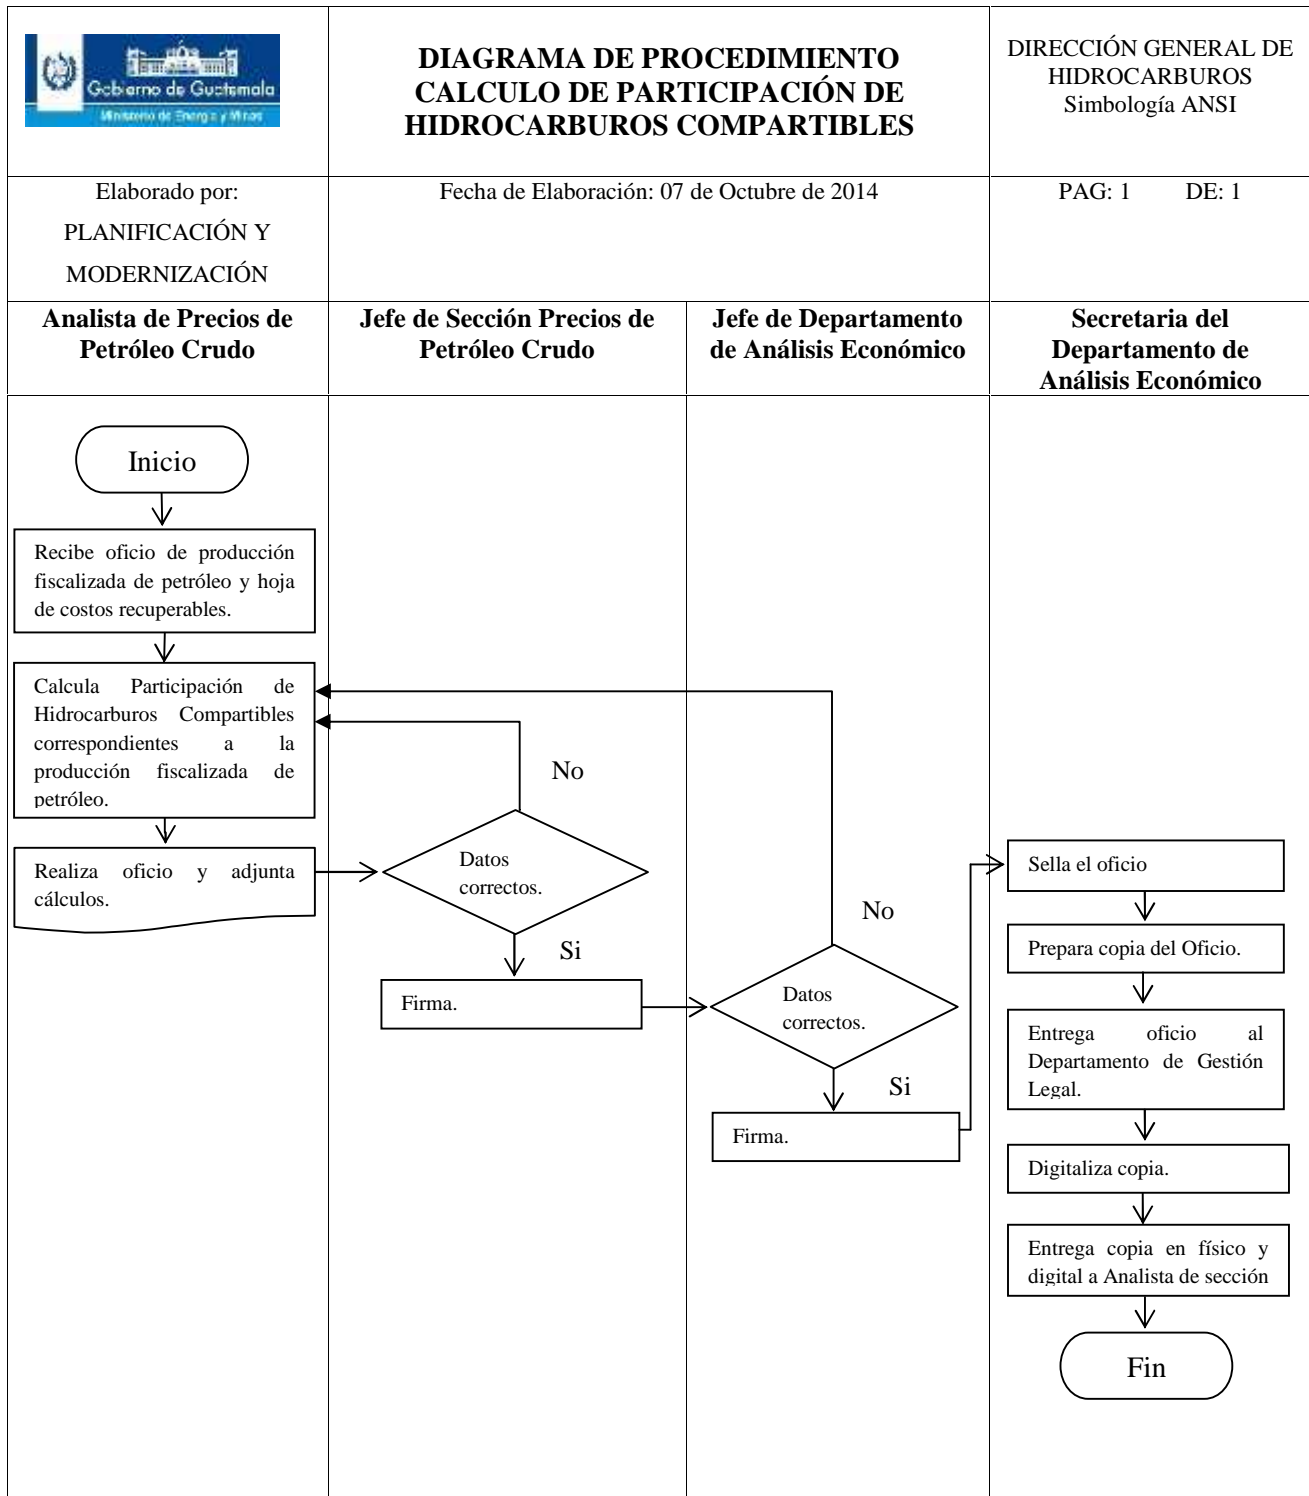 Gobierno de Guatemala
Ministerio de Energía y Minas
DIAGRAMA DE PROCEDIMIENTO
CALCULO DE PARTICIPACIÓN DE
HIDROCARBUROS COMPARTIBLES
DIRECCIÓN GENERAL DE
HIDROCARBUROS
Simbología ANSI
Elaborado por:
PLANIFICACIÓN Y
MODERNIZACIÓN
Fecha de Elaboración: 07 de Octubre de 2014
PAG: 1 DE: 1
Analista de Precios de
Petróleo Crudo
Jefe de Sección Precios de
Petróleo Crudo
Jefe de Departamento
de Análisis Económico
Secretaria del
Departamento de
Análisis Económico
Inicio
Recibe oficio de producción
fiscalizada de petróleo y hoja
de costos recuperables.
Calcula Participación de
Hidrocarburos Compartibles
correspondientes a la
producción fiscalizada de
petróleo.
Realiza oficio y adjunta
cálculos.
No
Datos
correctos.
Si
Firma.
No
Datos
correctos.
Si
Firma.
Sella el oficio
Prepara copia del Oficio.
Entrega oficio al
Departamento de Gestión
Legal.
Digitaliza copia.
Entrega copia en físico y
digital a Analista de sección
Fin